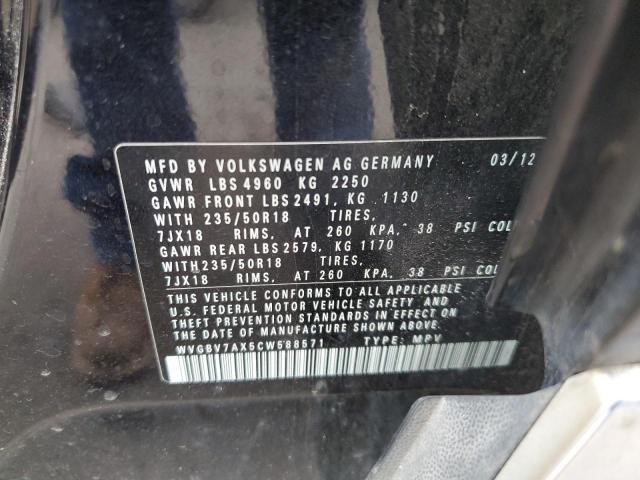 MFD BY VOLKSWAGEN AG GERMANY 03/12
GVWR LBS 4960 KG 2250
GAWR FRONT LBS 2491, KG 1130
WITH 235/50R18 TIRES,
7JX18 RIMS, AT 260 KPA, 38 PSI COL
GAWR REAR LBS 2579, KG 1170
WITH 235/50R18 TIRES,
7JX18 RIMS, AT 260 KPA, 38 PSI COL
THIS VEHICLE CONFORMS TO ALL APPLICABLE
U.S. FEDERAL MOTOR VEHICLE SAFETY AND
THEFT PREVENTION STANDARDS IN EFFECT ON
THE DATE OF MANUFACTURE SHOWN ABOVE.
WVGBV7AX5CW588571 TYPE: MPV